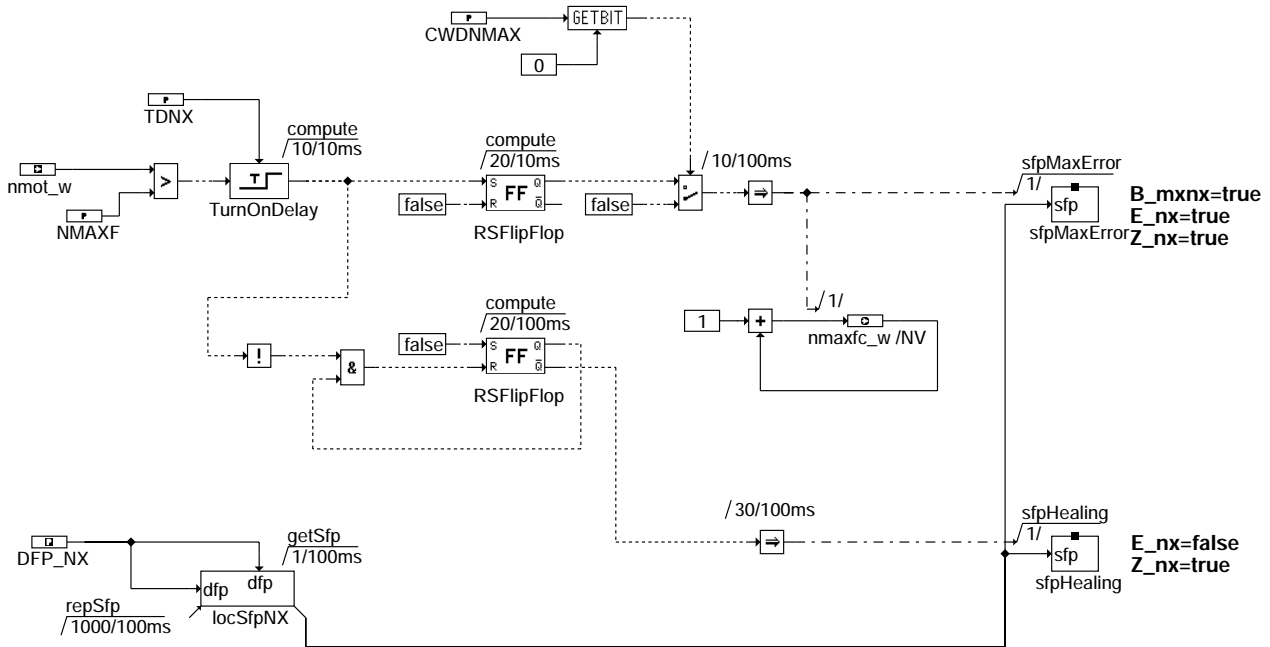 P
CWDNMAX
GETBIT
0
P
TDNX
compute
10/10ms
nmot_w
P
NMAXF
>
T
TurnOnDelay
compute
20/10ms
false
S Q
FF
R Q̅
RSFlipFlop
false
10/100ms
⇒
sfpMaxError
1/
sfp
sfpMaxError
B_mxnx=true
E_nx=true
Z_nx=true
1/
1
+
nmaxfc_w /NV
!
&
compute
20/100ms
false
S Q
FF
R Q̅
RSFlipFlop
30/100ms
⇒
sfpHealing
1/
sfp
sfpHealing
E_nx=false
Z_nx=true
DFP_NX
getSfp
1/100ms
dfp
dfp
locSfpNX
repSfp
1000/100ms